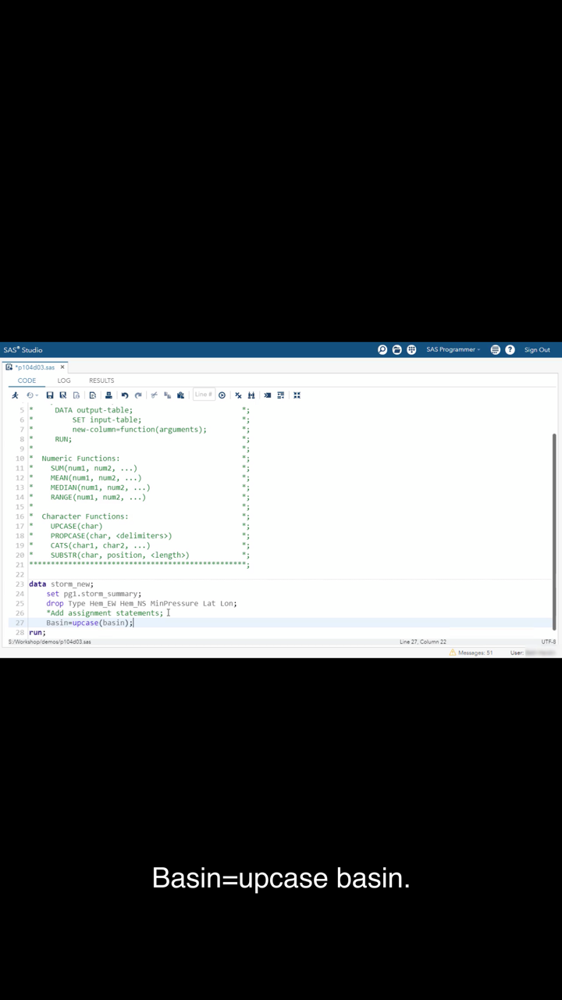 SAS® Studio
SAS Programmer
Sign Out
*p104d03.sas ×
CODE LOG RESULTS
Line #
5 * DATA output-table; *;
6 * SET input-table; *;
7 * new-column=function(arguments); *;
8 * RUN; *;
9 * *;
10 * Numeric Functions: *;
11 * SUM(num1, num2, ...) *;
12 * MEAN(num1, num2, ...) *;
13 * MEDIAN(num1, num2, ...) *;
14 * RANGE(num1, num2, ...) *;
15 * *;
16 * Character Functions: *;
17 * UPCASE(char) *;
18 * PROPCASE(char, <delimiters>) *;
19 * CATS(char1, char2, ...) *;
20 * SUBSTR(char, position, <length>) *;
21 ***************************************************;
22
23 data storm_new;
24 set pg1.storm_summary;
25 drop Type Hem_EW Hem_NS MinPressure Lat Lon;
26 *Add assignment statements;
27 Basin=upcase(basin);
28 run;
S:/Workshop/demos/p104d03.sas
Line 27, Column 22
UTF-8
Messages: 51
User:
Basin=upcase basin.